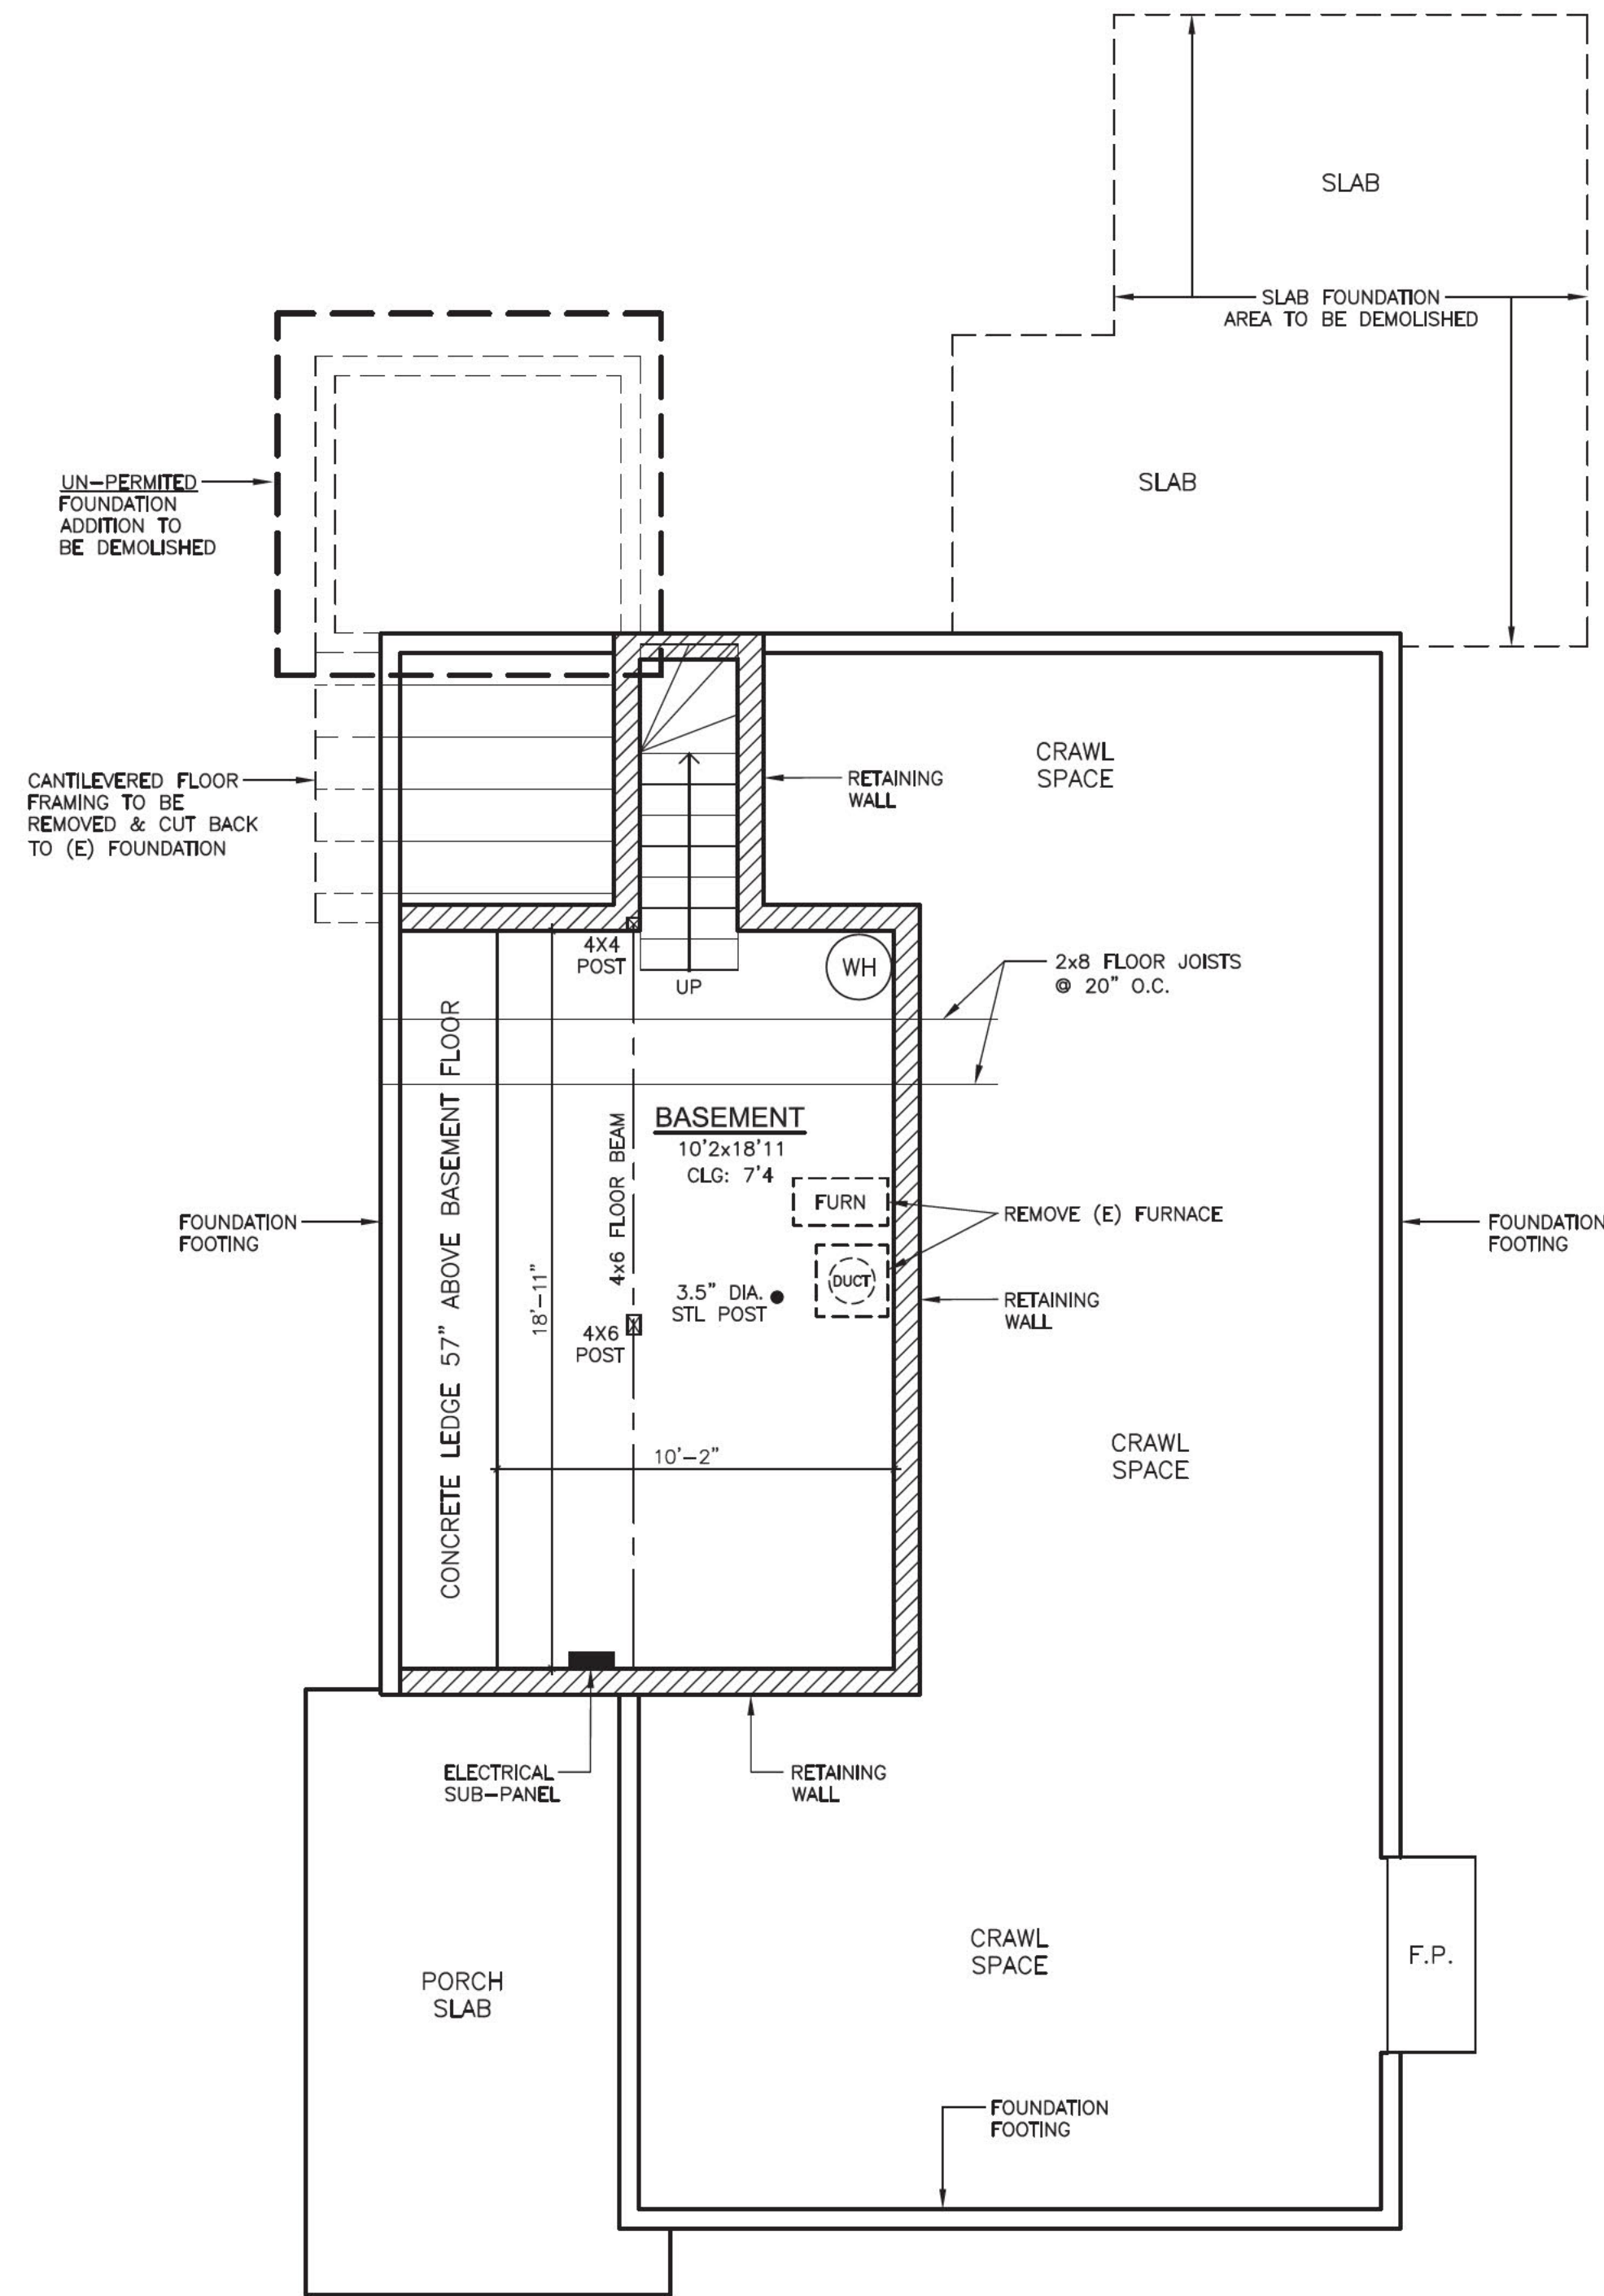 SLAB
SLAB FOUNDATION
AREA TO BE DEMOLISHED
SLAB
UN-PERMITED
FOUNDATION
ADDITION TO
BE DEMOLISHED
CRAWL
SPACE
RETAINING
WALL
CANTILEVERED FLOOR
FRAMING TO BE
REMOVED & CUT BACK
TO (E) FOUNDATION
4X4
POST
UP
WH
2x8 FLOOR JOISTS
@ 20" O.C.
CONCRETE LEDGE 57" ABOVE BASEMENT FLOOR
4x6 FLOOR BEAM
BASEMENT
10'2x18'11
CLG: 7'4
FURN
REMOVE (E) FURNACE
FOUNDATION
FOOTING
FOUNDATION
FOOTING
18'-11"
DUCT
3.5" DIA.
STL POST
RETAINING
WALL
4X6
POST
10'-2"
CRAWL
SPACE
ELECTRICAL
SUB-PANEL
RETAINING
WALL
CRAWL
SPACE
F.P.
PORCH
SLAB
FOUNDATION
FOOTING